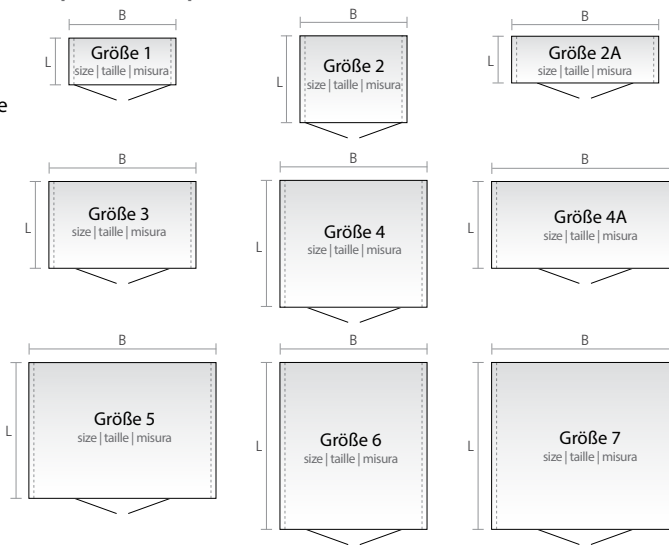 B
B
B
L
Größe 1
size | taille | misura
L
Größe 2
size | taille | misura
L
Größe 2A
size | taille | misura
e
B
B
B
L
Größe 3
size | taille | misura
L
Größe 4
size | taille | misura
L
Größe 4A
size | taille | misura
B
B
B
L
Größe 5
size | taille | misura
L
Größe 6
size | taille | misura
L
Größe 7
size | taille | misura